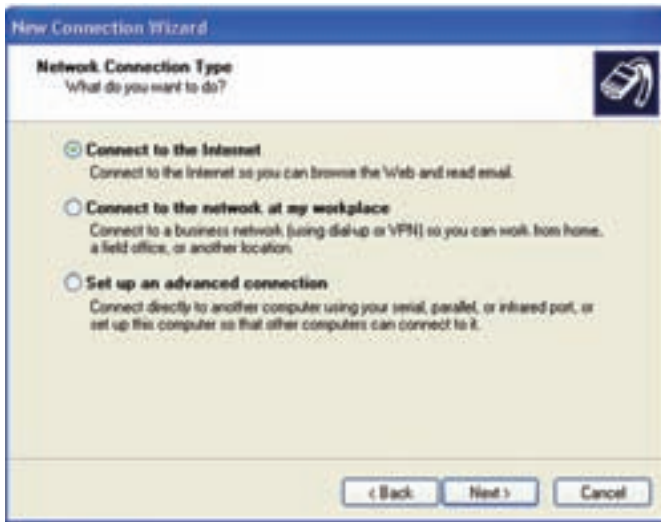 New Connection Wizard
Network Connection Type
What do you want to do?
Connect to the Internet
Connect to the Internet so you can browse the Web and read email.
Connect to the network at my workplace
Connect to a business network (using dial-up or VPN) so you can work from home,
a field office, or another location.
Set up an advanced connection
Connect directly to another computer using your serial, parallel, or infrared port, or
set up this computer so that other computers can connect to it.
< Back
Next >
Cancel